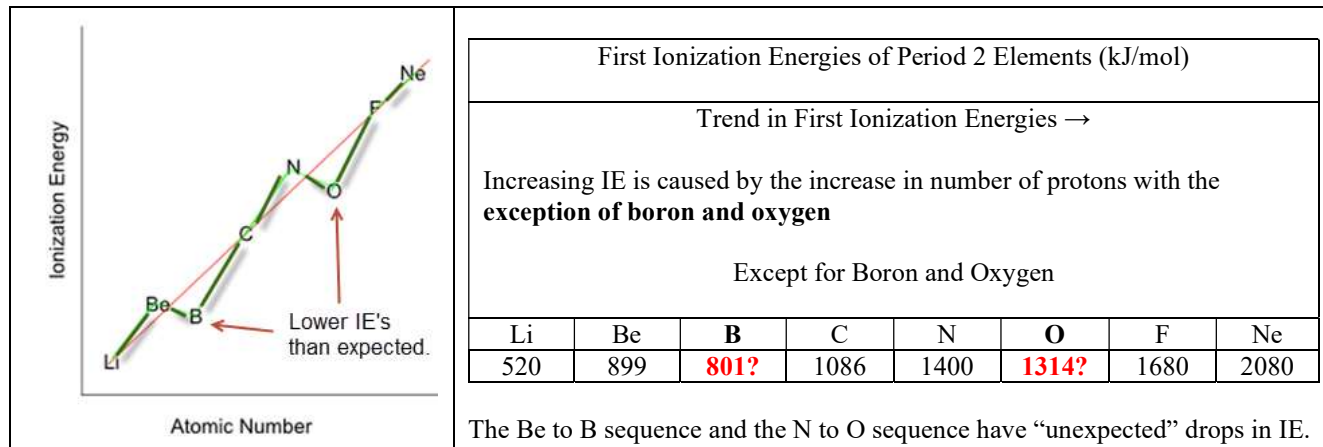 Ionization Energy
Ne
F
N
O
C
Be
B
Li
Lower IE's
than expected.
Atomic Number
First Ionization Energies of Period 2 Elements (kJ/mol)
Trend in First Ionization Energies →
Increasing IE is caused by the increase in number of protons with the
exception of boron and oxygen
Except for Boron and Oxygen
Li Be B C N O F Ne
520 899 801? 1086 1400 1314? 1680 2080
The Be to B sequence and the N to O sequence have “unexpected” drops in IE.